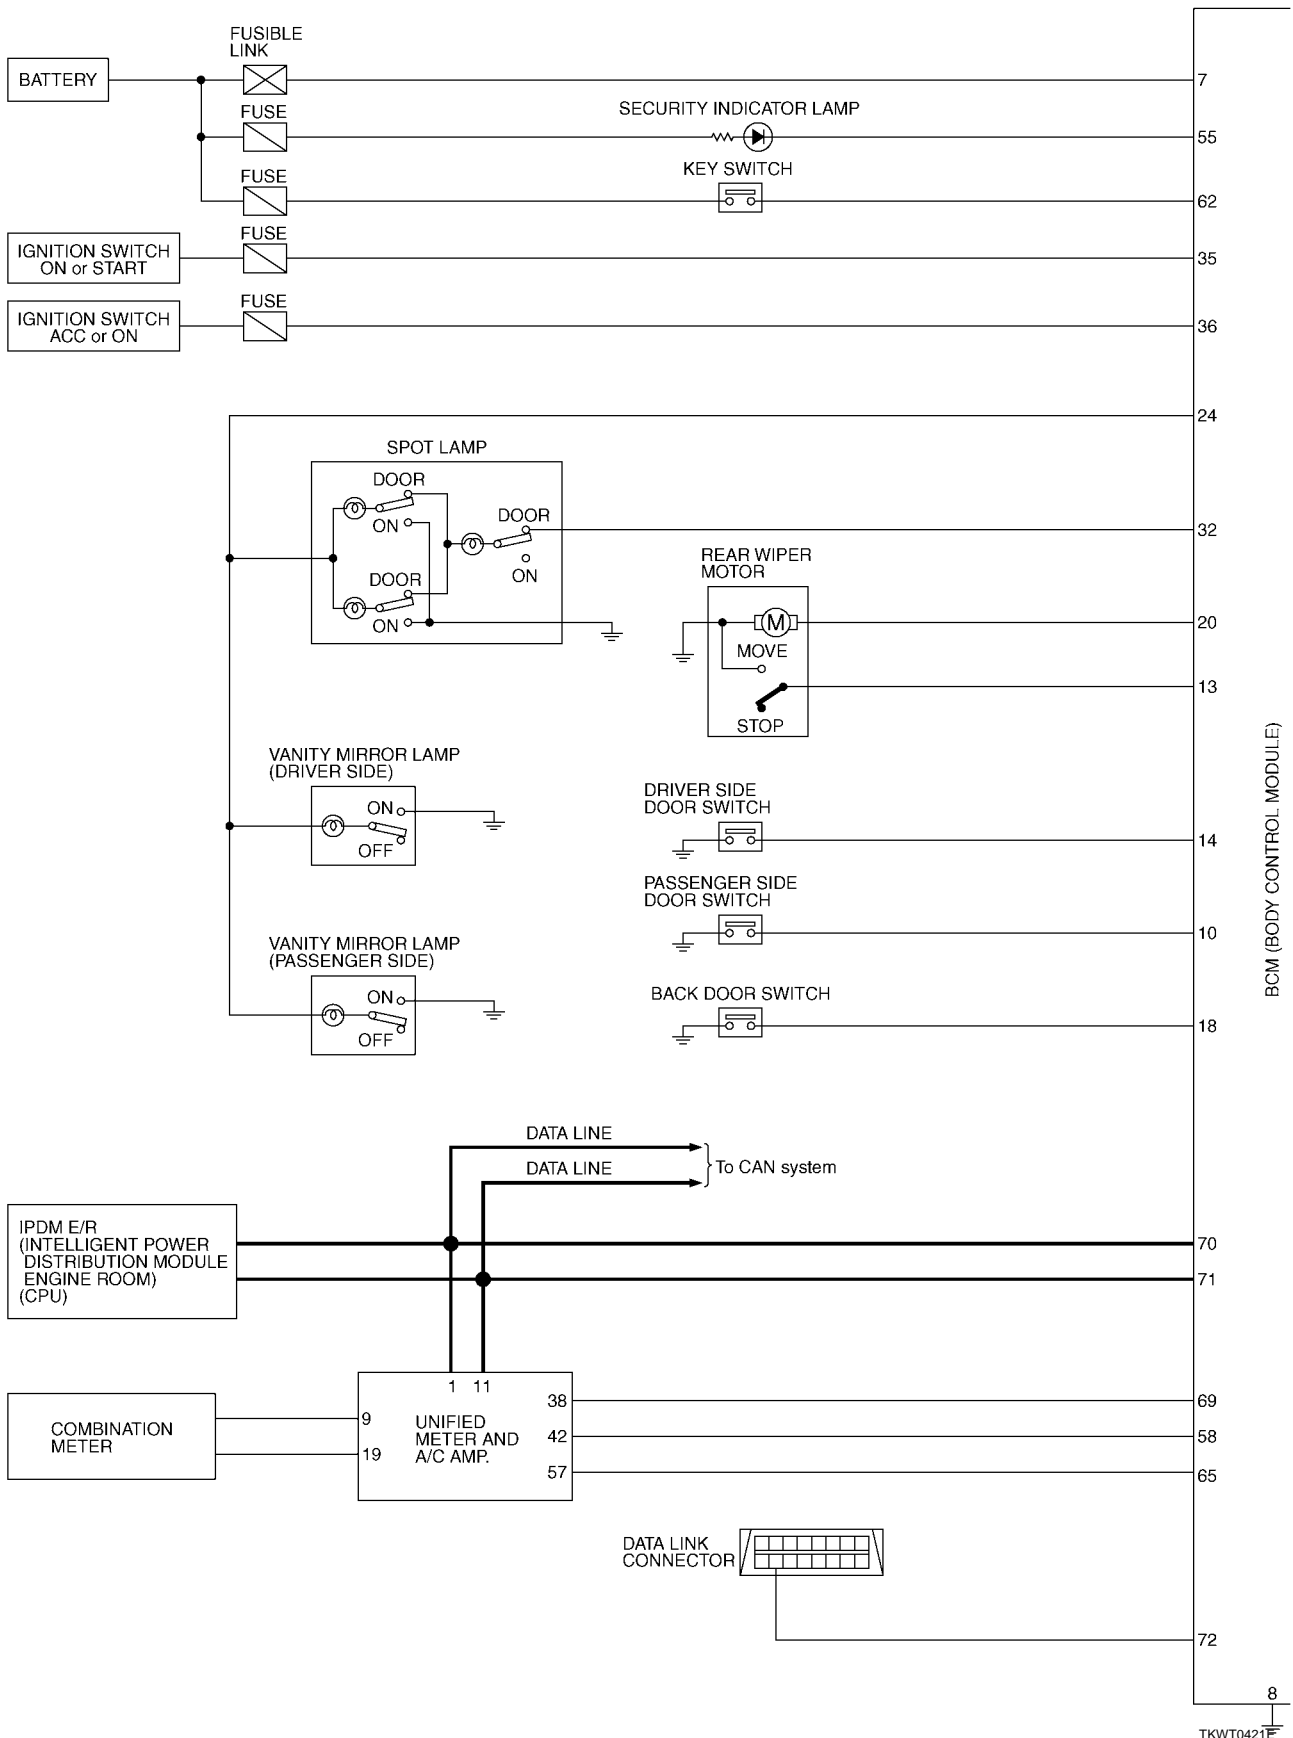 FUSIBLE
LINK
BATTERY
7
FUSE
SECURITY INDICATOR LAMP
55
FUSE
KEY SWITCH
62
FUSE
IGNITION SWITCH
ON or START
35
FUSE
IGNITION SWITCH
ACC or ON
36
24
SPOT LAMP
DOOR
ON
DOOR
ON
DOOR
ON
32
REAR WIPER
MOTOR
M
20
MOVE
13
STOP
BCM (BODY CONTROL MODULE)
VANITY MIRROR LAMP
(DRIVER SIDE)
ON
OFF
DRIVER SIDE
DOOR SWITCH
14
PASSENGER SIDE
DOOR SWITCH
10
VANITY MIRROR LAMP
(PASSENGER SIDE)
ON
OFF
BACK DOOR SWITCH
18
DATA LINE
DATA LINE
To CAN system
IPDM E/R
(INTELLIGENT POWER
DISTRIBUTION MODULE
ENGINE ROOM)
(CPU)
70
71
1 11
COMBINATION
METER
9
19
UNIFIED
METER AND
A/C AMP.
38
42
57
69
58
65
DATA LINK
CONNECTOR
72
8
TKWT0421E